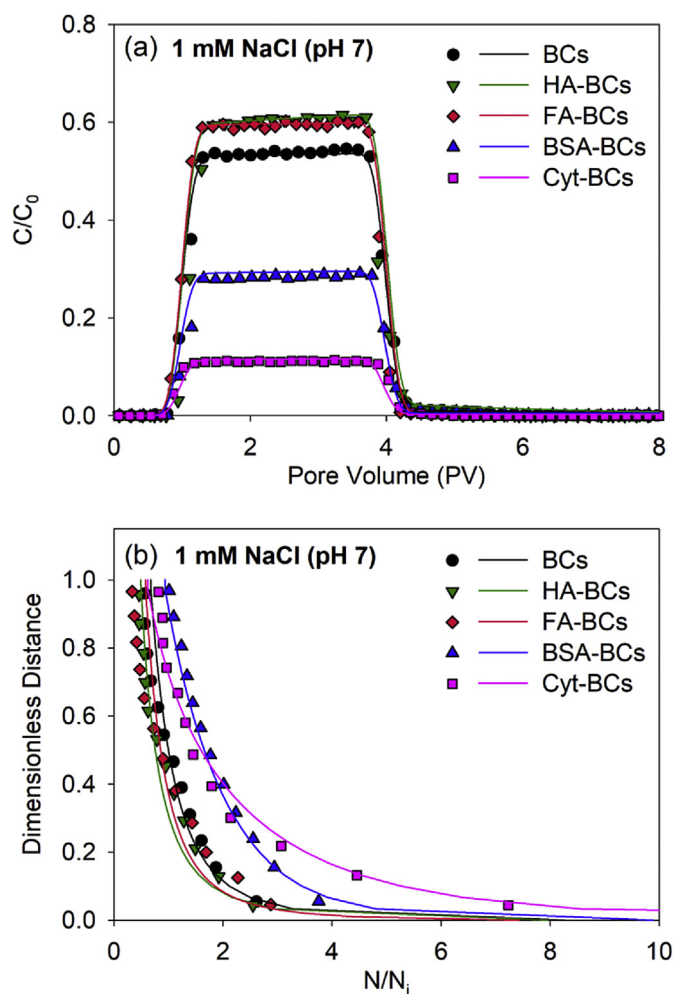 (a) 1 mM NaCl (pH 7)
BCs
HA-BCs
FA-BCs
BSA-BCs
Cyt-BCs
C/C0
0.8
0.6
0.4
0.2
0.0
0 2 4 6 8
Pore Volume (PV)
(b) 1 mM NaCl (pH 7)
BCs
HA-BCs
FA-BCs
BSA-BCs
Cyt-BCs
Dimensionless Distance
1.0
0.8
0.6
0.4
0.2
0.0
0 2 4 6 8 10
N/Ni